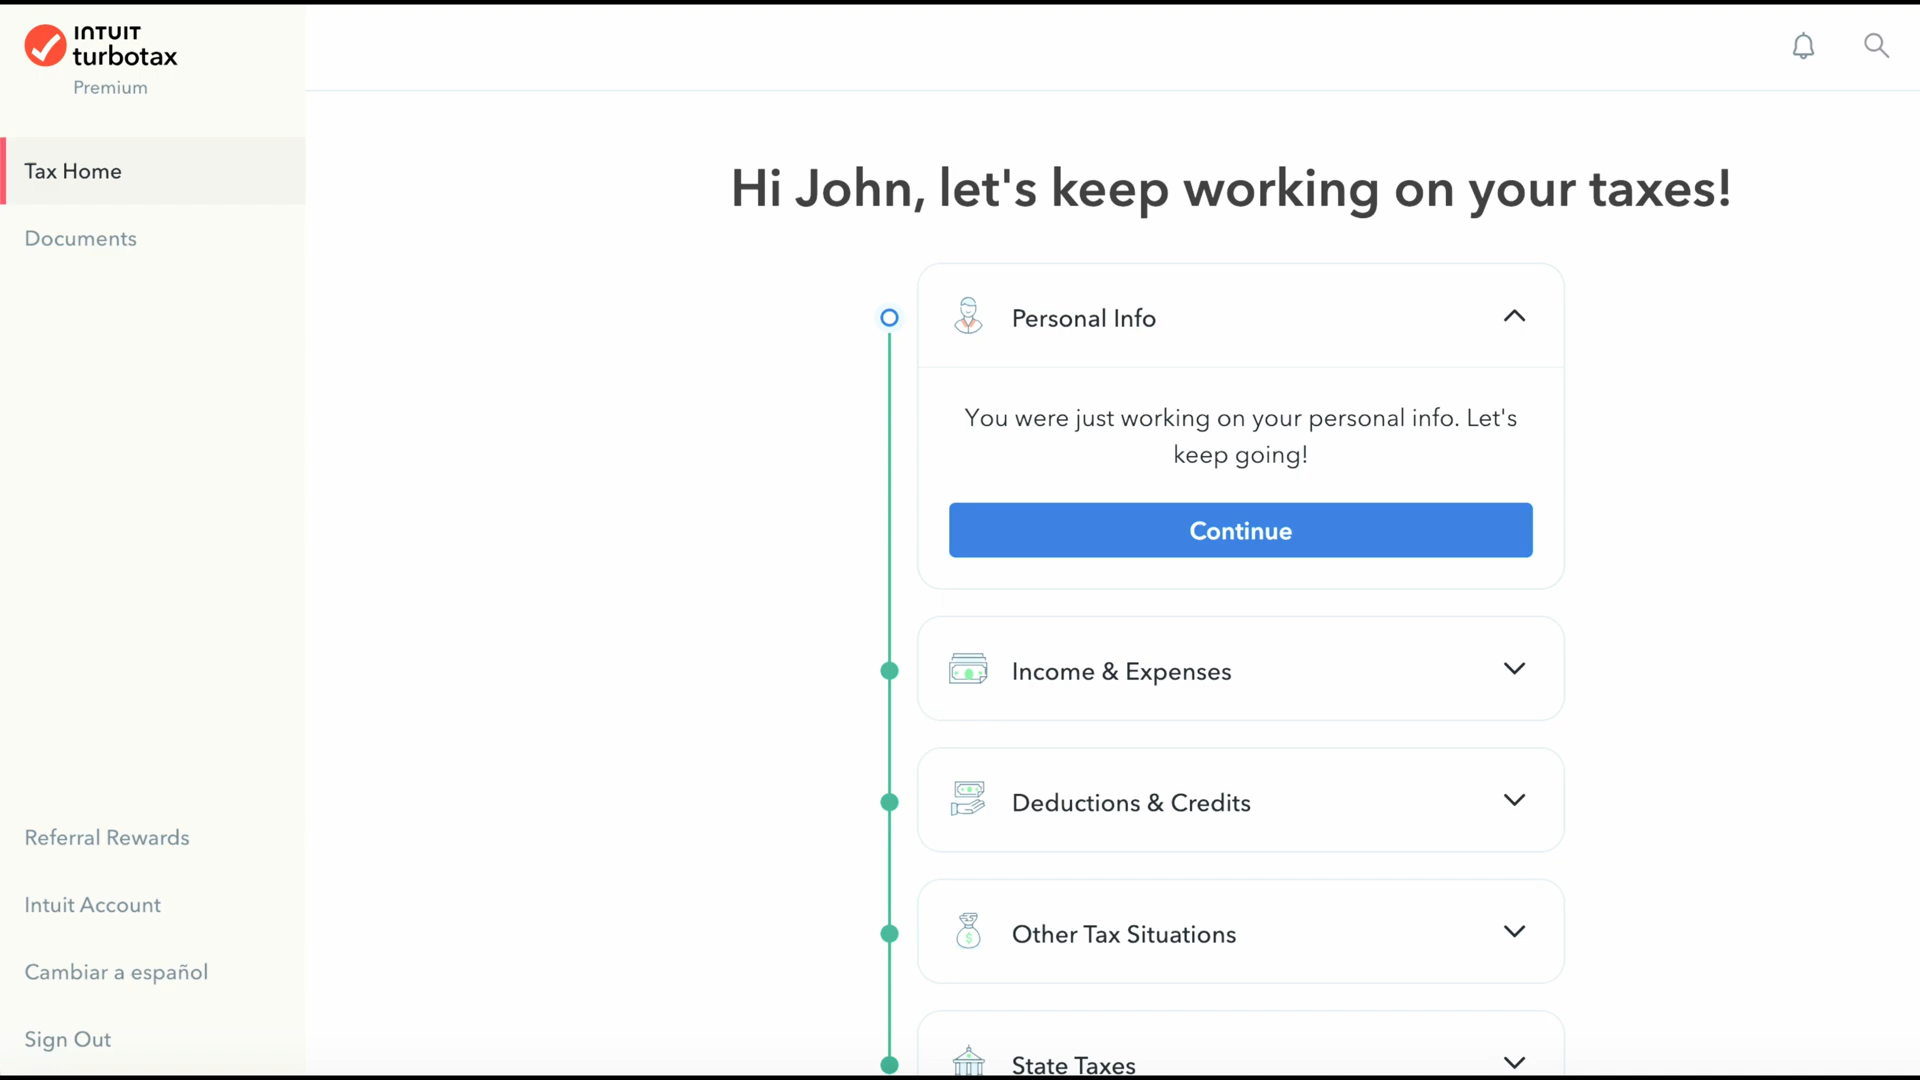 INTUIT
turbotax
Premium
Tax Home
Documents
Referral Rewards
Intuit Account
Cambiar a español
Sign Out
Hi John, let's keep working on your taxes!
Personal Info
You were just working on your personal info. Let's
keep going!
Continue
Income & Expenses
Deductions & Credits
Other Tax Situations
State Taxes